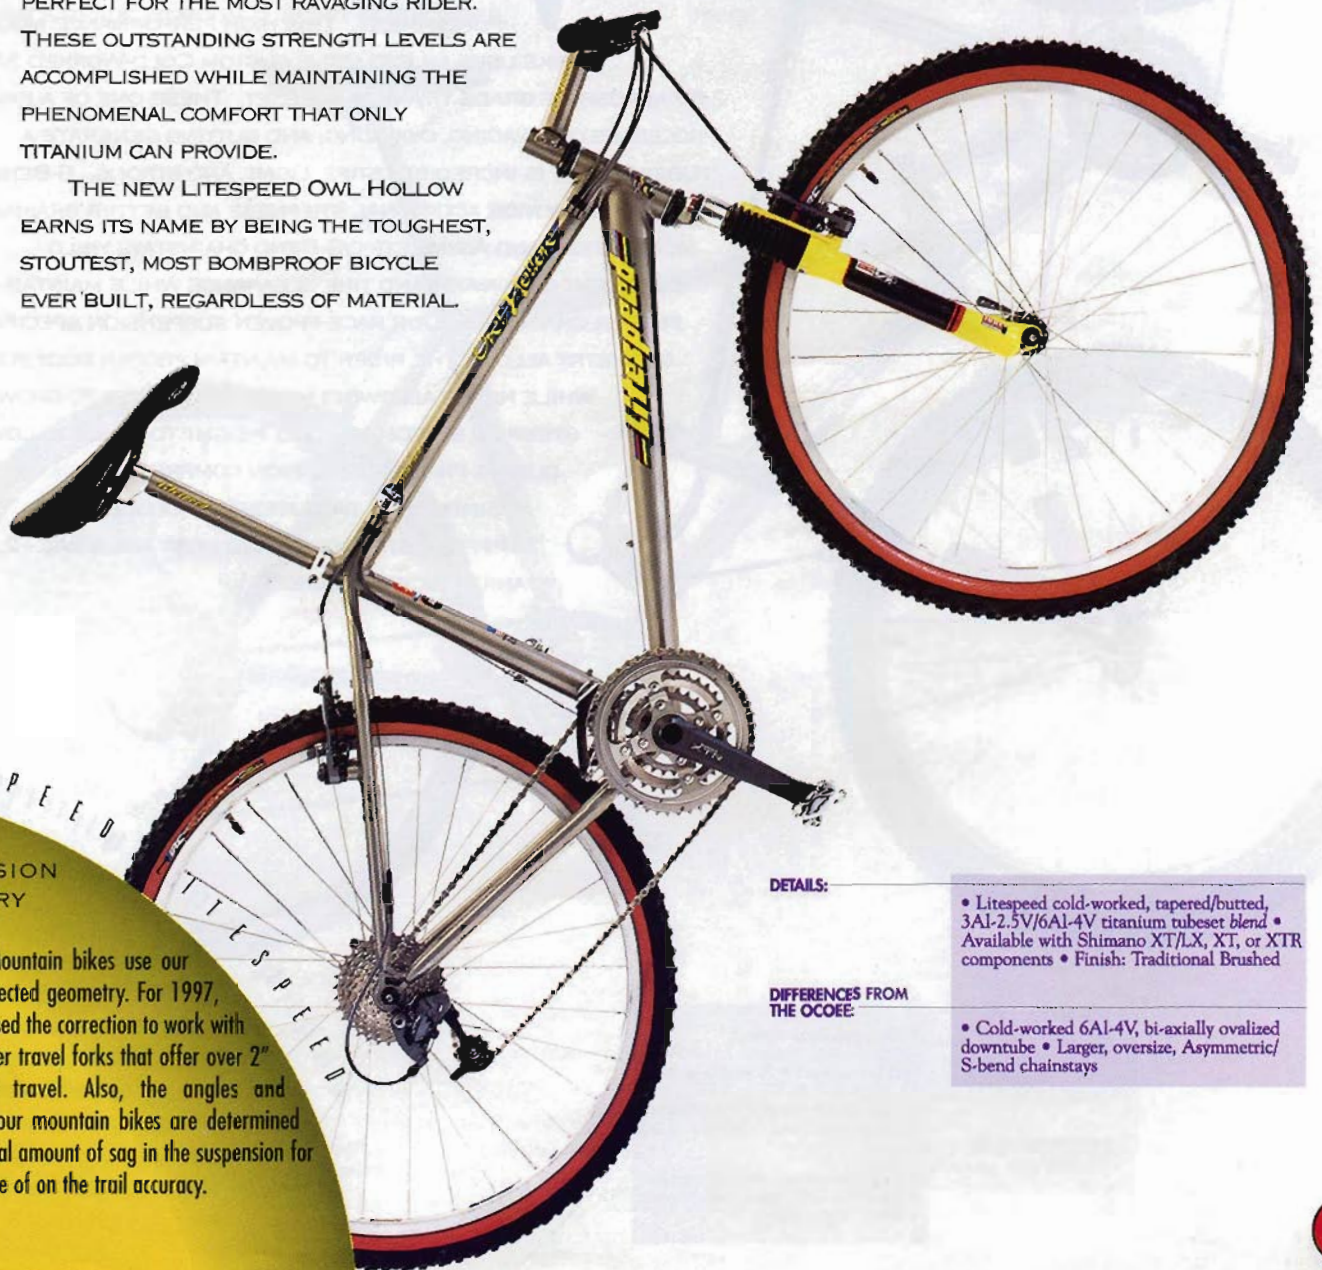 PERFECT FOR THE MOST RAVAGING RIDER.
THESE OUTSTANDING STRENGTH LEVELS ARE
ACCOMPLISHED WHILE MAINTAINING THE
PHENOMENAL COMFORT THAT ONLY
TITANIUM CAN PROVIDE.
THE NEW LITESPEED OWL HOLLOW
EARNS ITS NAME BY BEING THE TOUGHEST,
STOUTEST, MOST BOMBPROOF BICYCLE
EVER BUILT, REGARDLESS OF MATERIAL.
Litespeed
XTR
PEED LITESPEED
SION
RY
ountain bikes use our
ected geometry. For 1997,
sed the correction to work with
er travel forks that offer over 2"
travel. Also, the angles and
our mountain bikes are determined
al amount of sag in the suspension for
e of on the trail accuracy.
DETAILS:
• Litespeed cold-worked, tapered/butted,
3Al-2.5V/6Al-4V titanium tubeset blend •
Available with Shimano XT/LX, XT, or XTR
components • Finish: Traditional Brushed
DIFFERENCES FROM
THE OCOEE:
• Cold-worked 6Al-4V, bi-axially ovalized
downtube • Larger, oversize, Asymmetric/
S-bend chainstays